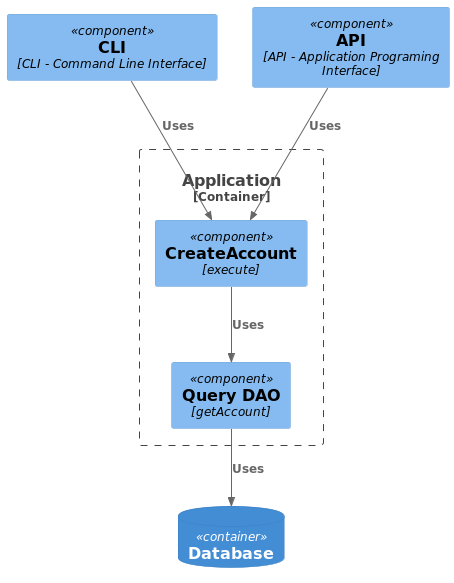 «component»
CLI
[CLI - Command Line Interface]
«component»
API
[API - Application Programing
Interface]
Uses
Uses
Application
[Container]
«component»
CreateAccount
[execute]
Uses
«component»
Query DAO
[getAccount]
Uses
«container»
Database